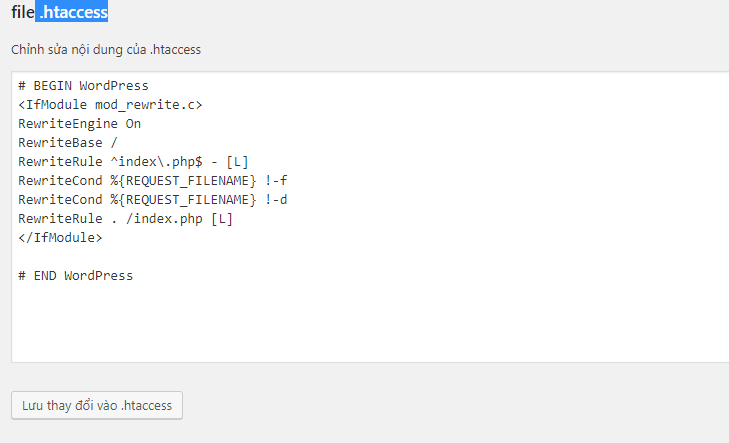 file .htaccess
Chỉnh sửa nội dung của .htaccess
# BEGIN WordPress
<IfModule mod_rewrite.c>
RewriteEngine On
RewriteBase /
RewriteRule ^index\.php$ - [L]
RewriteCond %{REQUEST_FILENAME} !-f
RewriteCond %{REQUEST_FILENAME} !-d
RewriteRule . /index.php [L]
</IfModule>
# END WordPress
Lưu thay đổi vào .htaccess